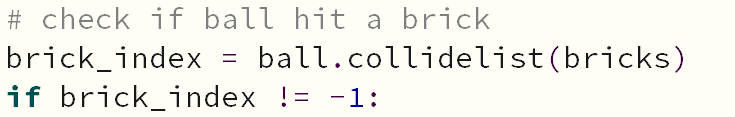 # check if ball hit a brick
brick_index = ball.collidelist(bricks)
if brick_index != -1: